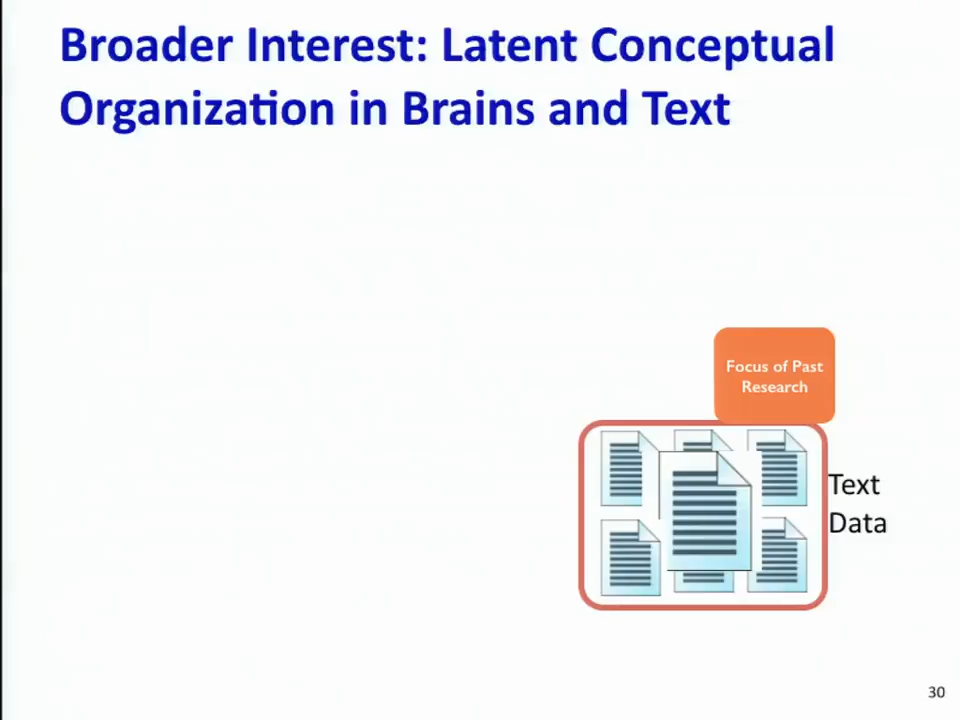 Broader Interest: Latent Conceptual
Organization in Brains and Text
Focus of Past
Research
Text
Data
30